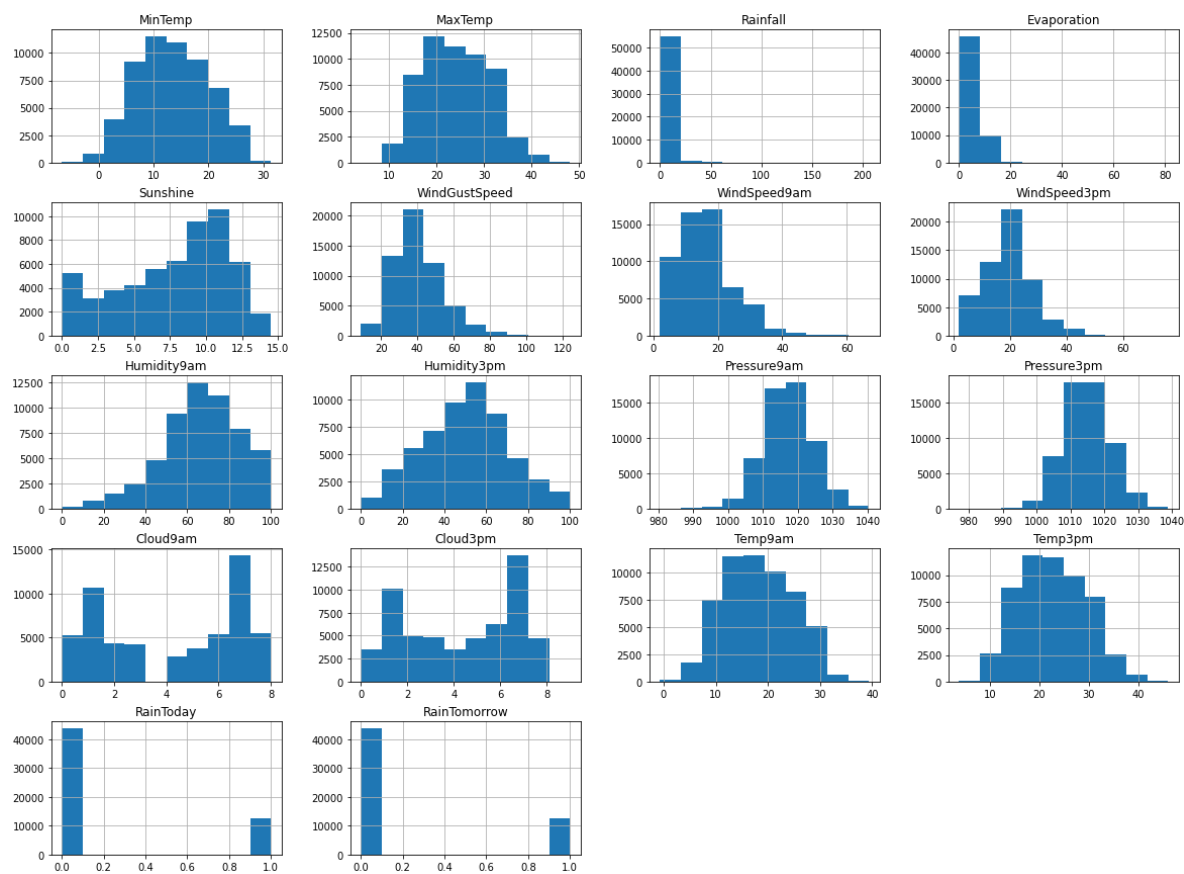 MinTemp
10000
7500
5000
2500
0
0 10 20 30
MaxTemp
12500
10000
7500
5000
2500
0
10 20 30 40 50
Rainfall
50000
40000
30000
20000
10000
0
0 50 100 150 200
Evaporation
40000
30000
20000
10000
0
0 20 40 60 80
Sunshine
10000
8000
6000
4000
2000
0
0.0 2.5 5.0 7.5 10.0 12.5 15.0
WindGustSpeed
20000
15000
10000
5000
0
20 40 60 80 100 120
WindSpeed9am
15000
10000
5000
0
0 20 40 60
WindSpeed3pm
20000
15000
10000
5000
0
0 20 40 60
Humidity9am
12500
10000
7500
5000
2500
0
0 20 40 60 80 100
Humidity3pm
10000
8000
6000
4000
2000
0
0 20 40 60 80 100
Pressure9am
15000
10000
5000
0
980 990 1000 1010 1020 1030 1040
Pressure3pm
15000
10000
5000
0
980 990 1000 1010 1020 1030 1040
Cloud9am
15000
10000
5000
0
0 2 4 6 8
Cloud3pm
12500
10000
7500
5000
2500
0
0 2 4 6 8
Temp9am
10000
7500
5000
2500
0
0 10 20 30 40
Temp3pm
10000
7500
5000
2500
0
10 20 30 40
RainToday
40000
30000
20000
10000
0
0.0 0.2 0.4 0.6 0.8 1.0
RainTomorrow
40000
30000
20000
10000
0
0.0 0.2 0.4 0.6 0.8 1.0